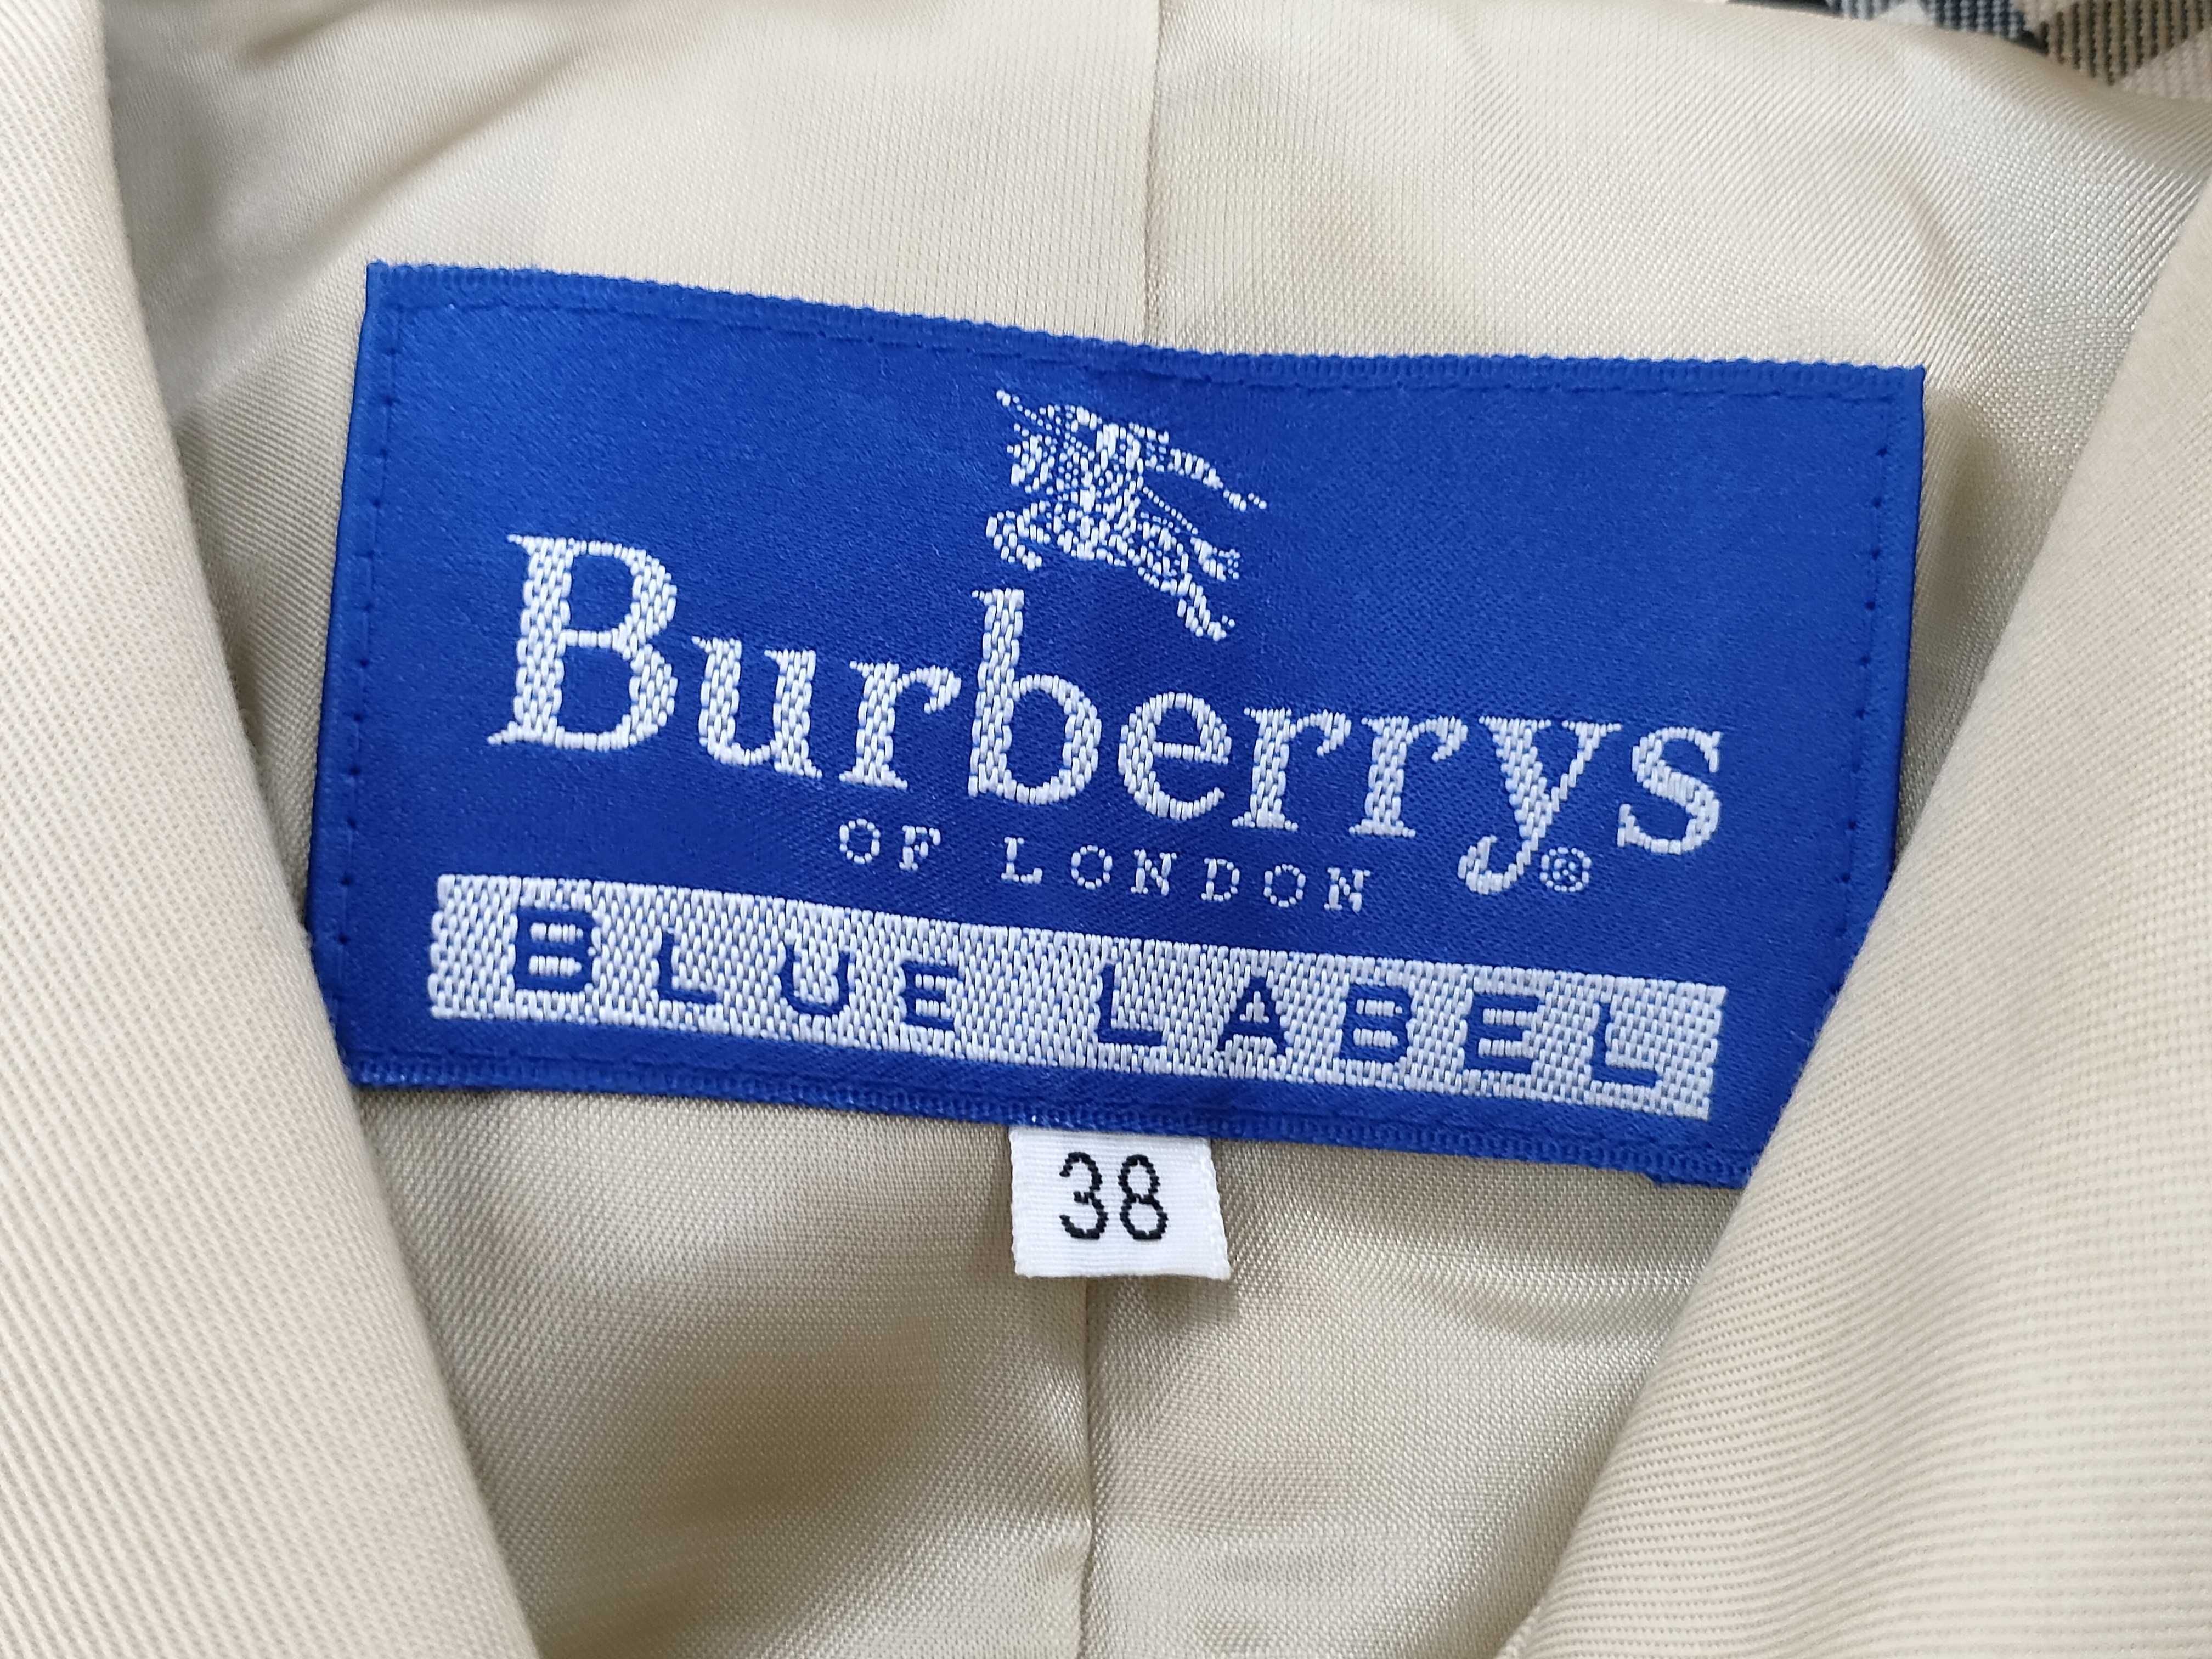 Burberrys®
OF LONDON
BLUE LABEL
38